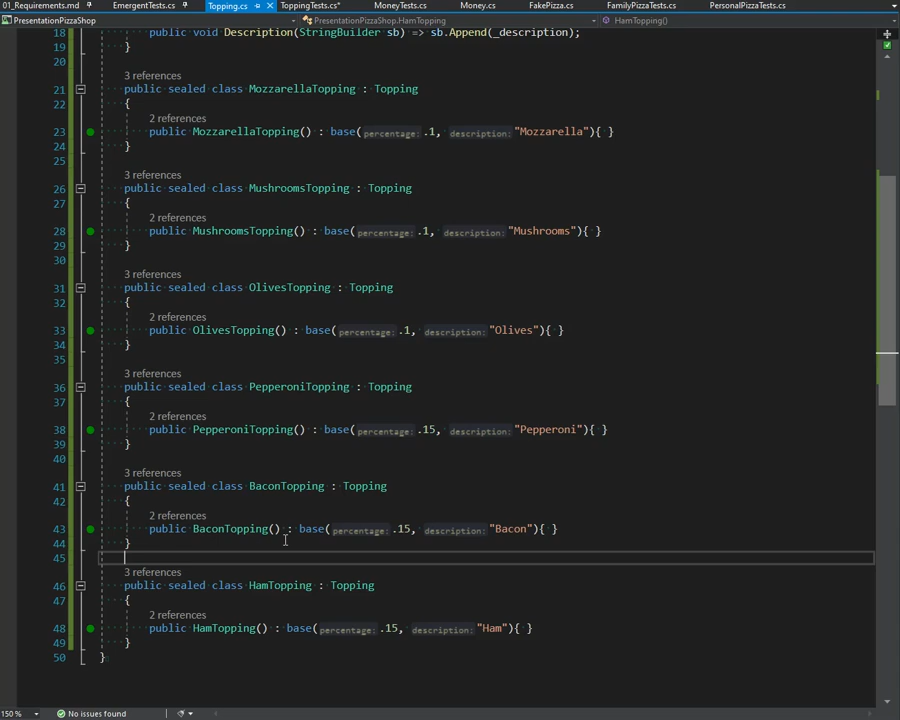 01_Requirements.md EmergentTests.cs Topping.cs ToppingTests.cs* MoneyTests.cs Money.cs FakePizza.cs FamilyPizzaTests.cs PersonalPizzaTests.cs
PresentationPizzaShop PresentationPizzaShop.HamTopping HamTopping()
18 public void Description(StringBuilder sb) => sb.Append(_description);
19 }
20
3 references
21 public sealed class MozzarellaTopping : Topping
22 {
2 references
23 public MozzarellaTopping() : base(percentage: .1, description: "Mozzarella"){ }
24 }
25
3 references
26 public sealed class MushroomsTopping : Topping
27 {
2 references
28 public MushroomsTopping() : base(percentage: .1, description: "Mushrooms"){ }
29 }
30
3 references
31 public sealed class OlivesTopping : Topping
32 {
2 references
33 public OlivesTopping() : base(percentage: .1, description: "Olives"){ }
34 }
35
3 references
36 public sealed class PepperoniTopping : Topping
37 {
2 references
38 public PepperoniTopping() : base(percentage: .15, description: "Pepperoni"){ }
39 }
40
3 references
41 public sealed class BaconTopping : Topping
42 {
2 references
43 public BaconTopping() : base(percentage: .15, description: "Bacon"){ }
44 }
45
3 references
46 public sealed class HamTopping : Topping
47 {
2 references
48 public HamTopping() : base(percentage: .15, description: "Ham"){ }
49 }
50 }
150 % No issues found